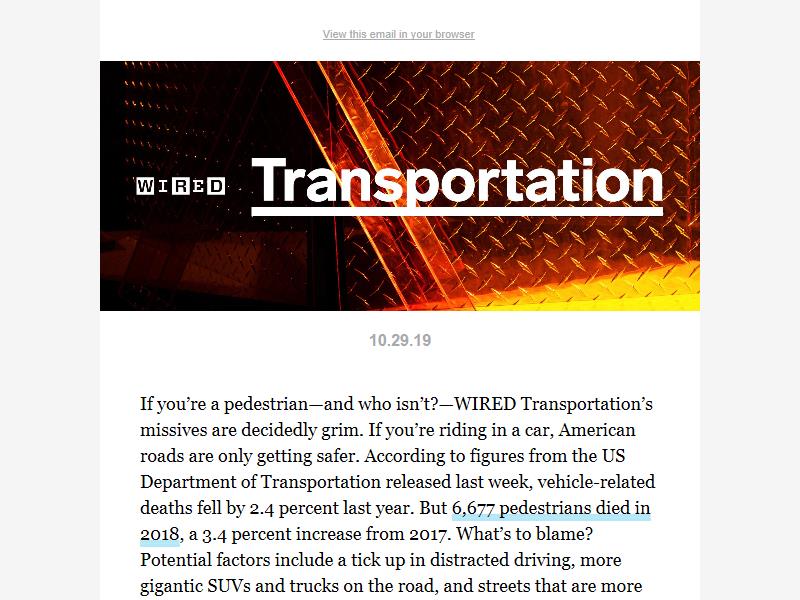 View this email in your browser
WIRED Transportation
10.29.19
If you’re a pedestrian—and who isn’t?—WIRED Transportation’s
missives are decidedly grim. If you’re riding in a car, American
roads are only getting safer. According to figures from the US
Department of Transportation released last week, vehicle-related
deaths fell by 2.4 percent last year. But 6,677 pedestrians died in
2018, a 3.4 percent increase from 2017. What’s to blame?
Potential factors include a tick up in distracted driving, more
gigantic SUVs and trucks on the road, and streets that are more